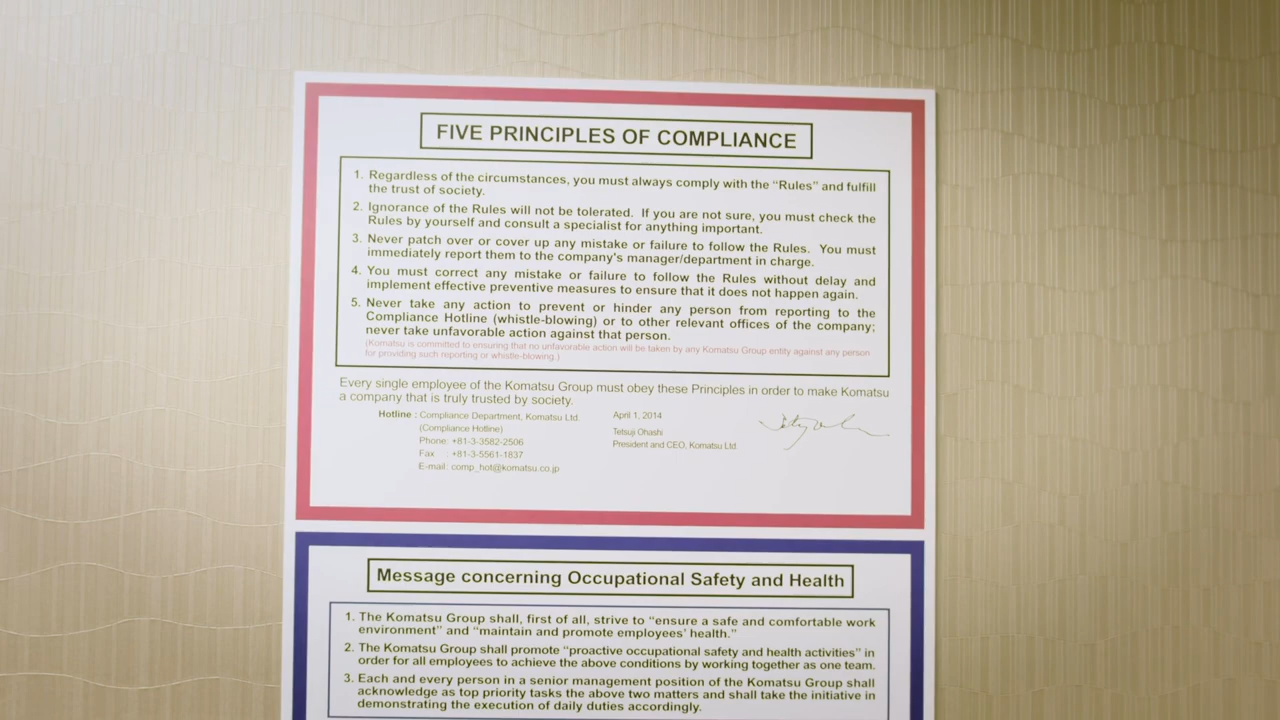 FIVE PRINCIPLES OF COMPLIANCE
1. Regardless of the circumstances, you must always comply with the “Rules” and fulfill
the trust of society.
2. Ignorance of the Rules will not be tolerated. If you are not sure, you must check the
Rules by yourself and consult a specialist for anything important.
3. Never patch over or cover up any mistake or failure to follow the Rules. You must
immediately report them to the company's manager/department in charge.
4. You must correct any mistake or failure to follow the Rules without delay and
implement effective preventive measures to ensure that it does not happen again.
5. Never take any action to prevent or hinder any person from reporting to the
Compliance Hotline (whistle-blowing) or to other relevant offices of the company;
never take unfavorable action against that person.
(Komatsu is committed to ensuring that no unfavorable action will be taken by any Komatsu Group entity against any person
for providing such reporting or whistle-blowing.)
Every single employee of the Komatsu Group must obey these Principles in order to make Komatsu
a company that is truly trusted by society.
Hotline : Compliance Department, Komatsu Ltd.
(Compliance Hotline)
Phone: +81-3-3582-2506
Fax : +81-3-5561-1837
E-mail: comp_hot@komatsu.co.jp
April 1, 2014
Tetsuji Ohashi
President and CEO, Komatsu Ltd.
Message concerning Occupational Safety and Health
1. The Komatsu Group shall, first of all, strive to “ensure a safe and comfortable work
environment” and “maintain and promote employees’ health.”
2. The Komatsu Group shall promote “proactive occupational safety and health activities” in
order for all employees to achieve the above conditions by working together as one team.
3. Each and every person in a senior management position of the Komatsu Group shall
acknowledge as top priority tasks the above two matters and shall take the initiative in
demonstrating the execution of daily duties accordingly.